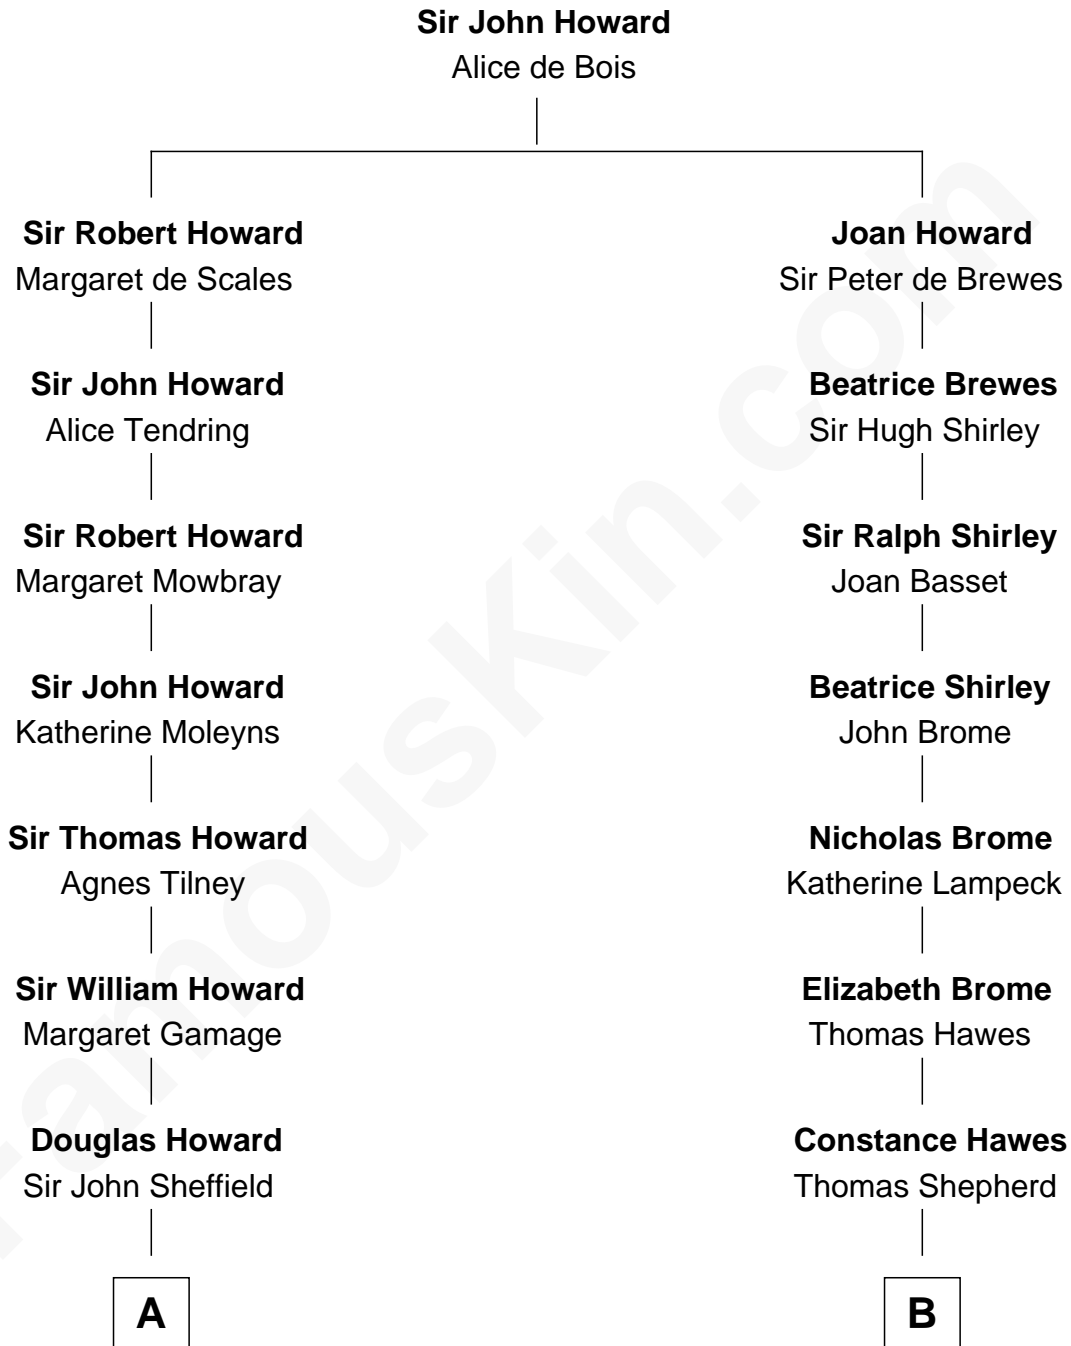 Sir John Howard
Alice de Bois
Sir Robert Howard
Margaret de Scales
Joan Howard
Sir Peter de Brewes
Sir John Howard
Alice Tendring
Beatrice Brewes
Sir Hugh Shirley
Sir Robert Howard
Margaret Mowbray
Sir Ralph Shirley
Joan Basset
Sir John Howard
Katherine Moleyns
Beatrice Shirley
John Brome
Sir Thomas Howard
Agnes Tilney
Nicholas Brome
Katherine Lampeck
Sir William Howard
Margaret Gamage
Elizabeth Brome
Thomas Hawes
Douglas Howard
Sir John Sheffield
Constance Hawes
Thomas Shepherd
A
B
FamousKin.com